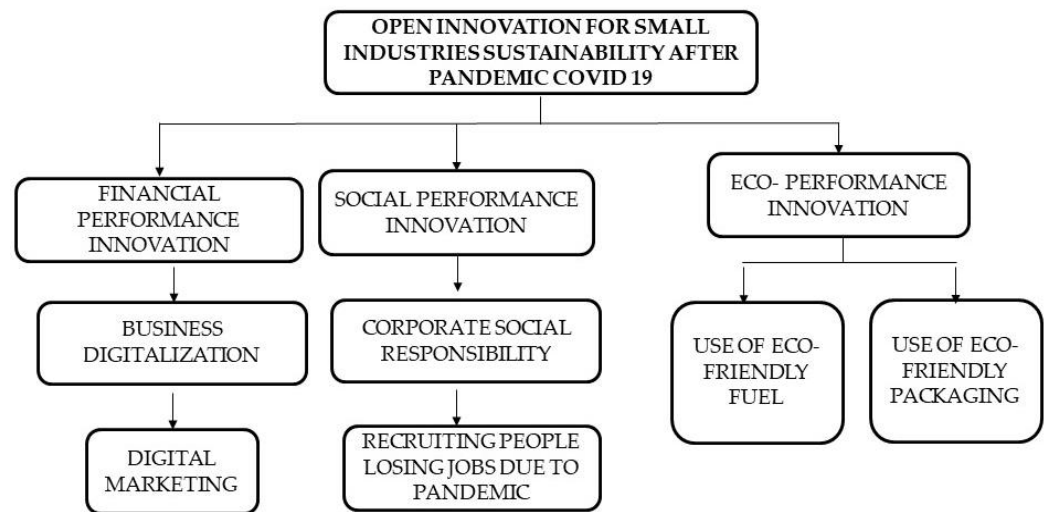 OPEN INNOVATION FOR SMALL
INDUSTRIES SUSTAINABILITY AFTER
PANDEMIC COVID 19
FINANCIAL
PERFORMANCE
INNOVATION
SOCIAL PERFORMANCE
INNOVATION
ECO- PERFORMANCE
INNOVATION
BUSINESS
DIGITALIZATION
CORPORATE SOCIAL
RESPONSIBILITY
USE OF ECO-
FRIENDLY
FUEL
USE OF ECO-
FRIENDLY
PACKAGING
DIGITAL
MARKETING
RECRUITING PEOPLE
LOSING JOBS DUE TO
PANDEMIC